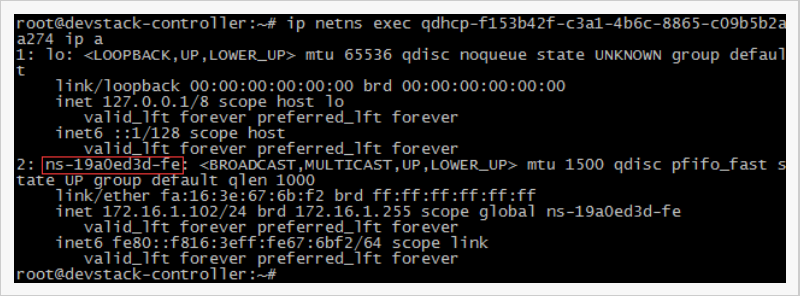 root@devstack-controller:~# ip netns exec qdhcp-f153b42f-c3a1-4b6c-8865-c09b5b2a
a274 ip a
1: lo: <LOOPBACK,UP,LOWER_UP> mtu 65536 qdisc noqueue state UNKNOWN group defaul
t
    link/loopback 00:00:00:00:00:00 brd 00:00:00:00:00:00
    inet 127.0.0.1/8 scope host lo
       valid_lft forever preferred_lft forever
    inet6 ::1/128 scope host
       valid_lft forever preferred_lft forever
2: ns-19a0ed3d-fe: <BROADCAST,MULTICAST,UP,LOWER_UP> mtu 1500 qdisc pfifo_fast s
tate UP group default qlen 1000
    link/ether fa:16:3e:67:6b:f2 brd ff:ff:ff:ff:ff:ff
    inet 172.16.1.102/24 brd 172.16.1.255 scope global ns-19a0ed3d-fe
       valid_lft forever preferred_lft forever
    inet6 fe80::f816:3eff:fe67:6bf2/64 scope link
       valid_lft forever preferred_lft forever
root@devstack-controller:~#